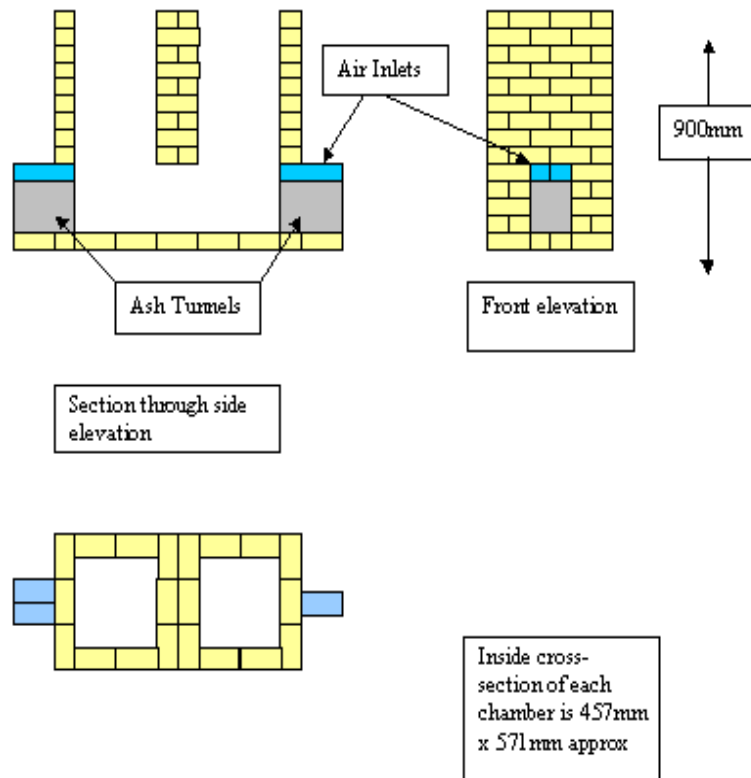 Air Inlets
900mm
Ash Tunnels
Front elevation
Section through side
elevation
Inside cross-
section of each
chamber is 457mm
x 571mm approx